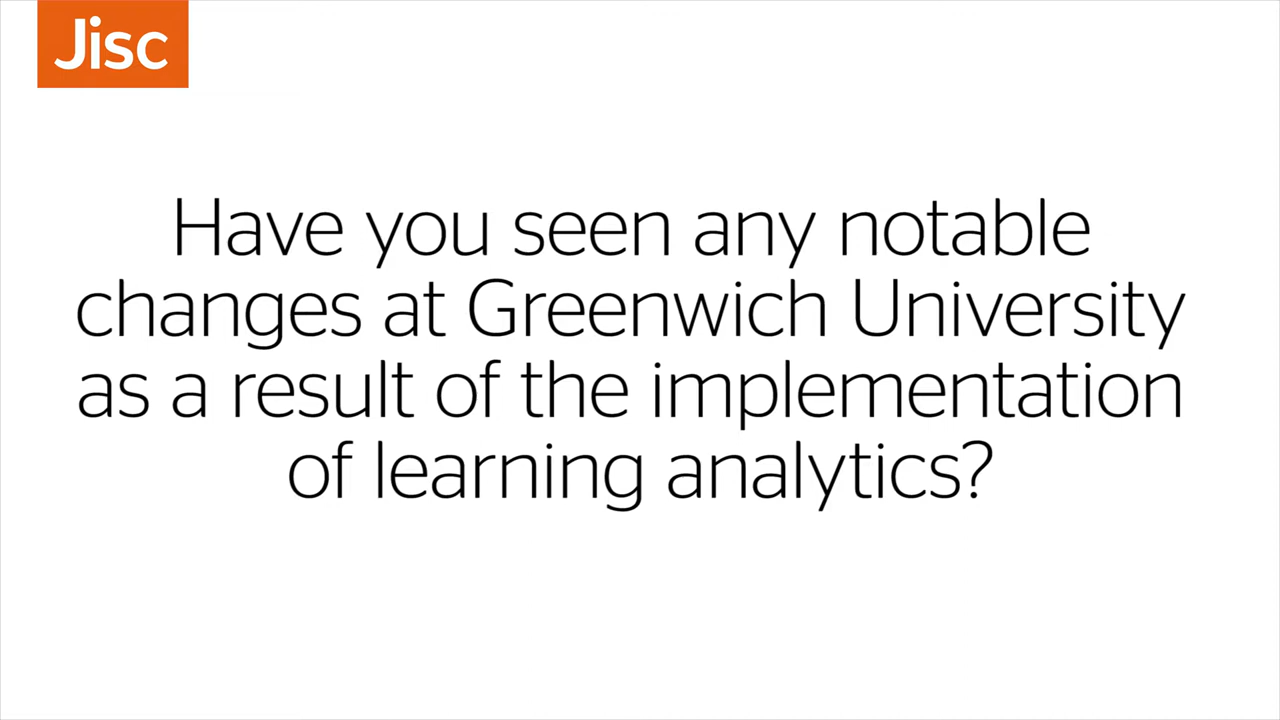 Jisc
Have you seen any notable
changes at Greenwich University
as a result of the implementation
of learning analytics?